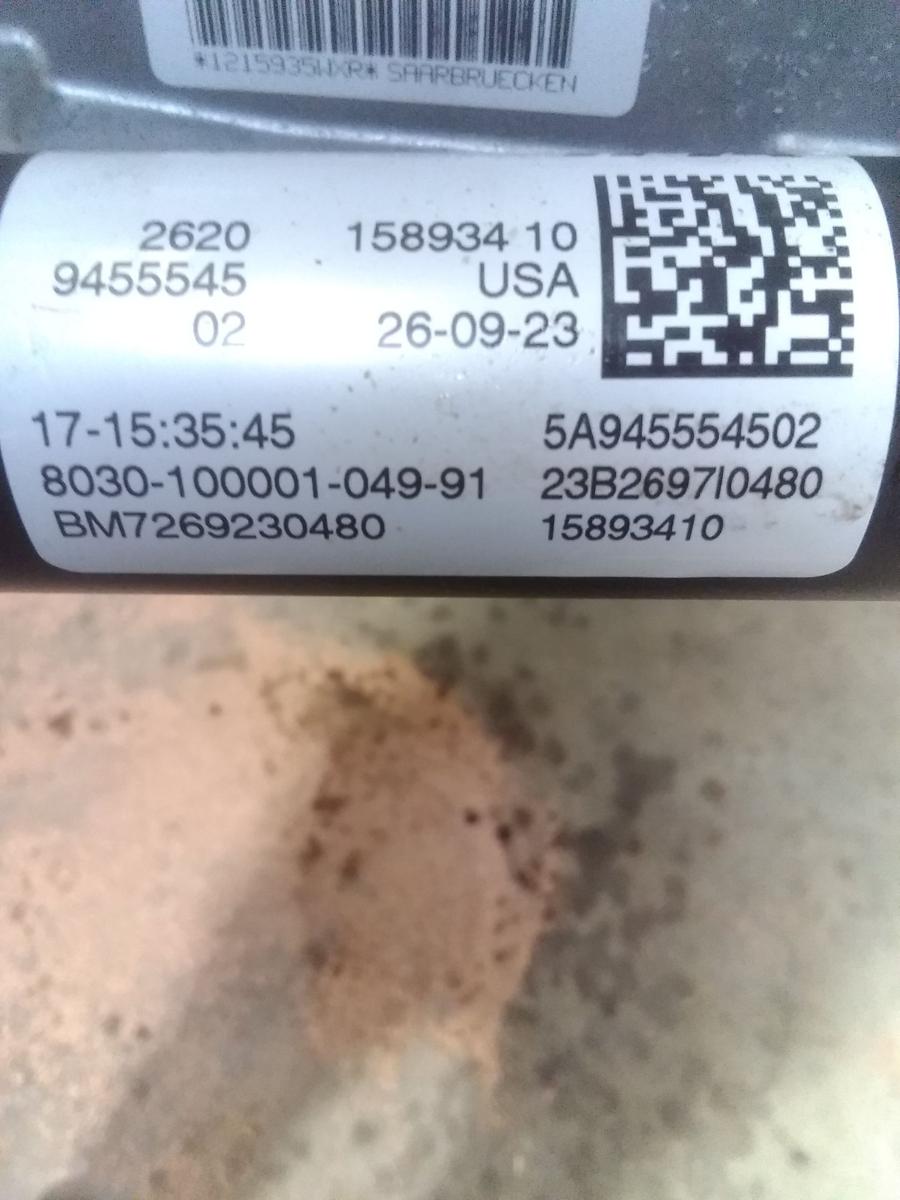 *1215935WXR* SAARBRUECKEN
2620 158934 10
9455545 USA
02 26-09-23
17-15:35:45 5A945554502
8030-100001-049-91 23B2697I0480
BM7269230480 15893410